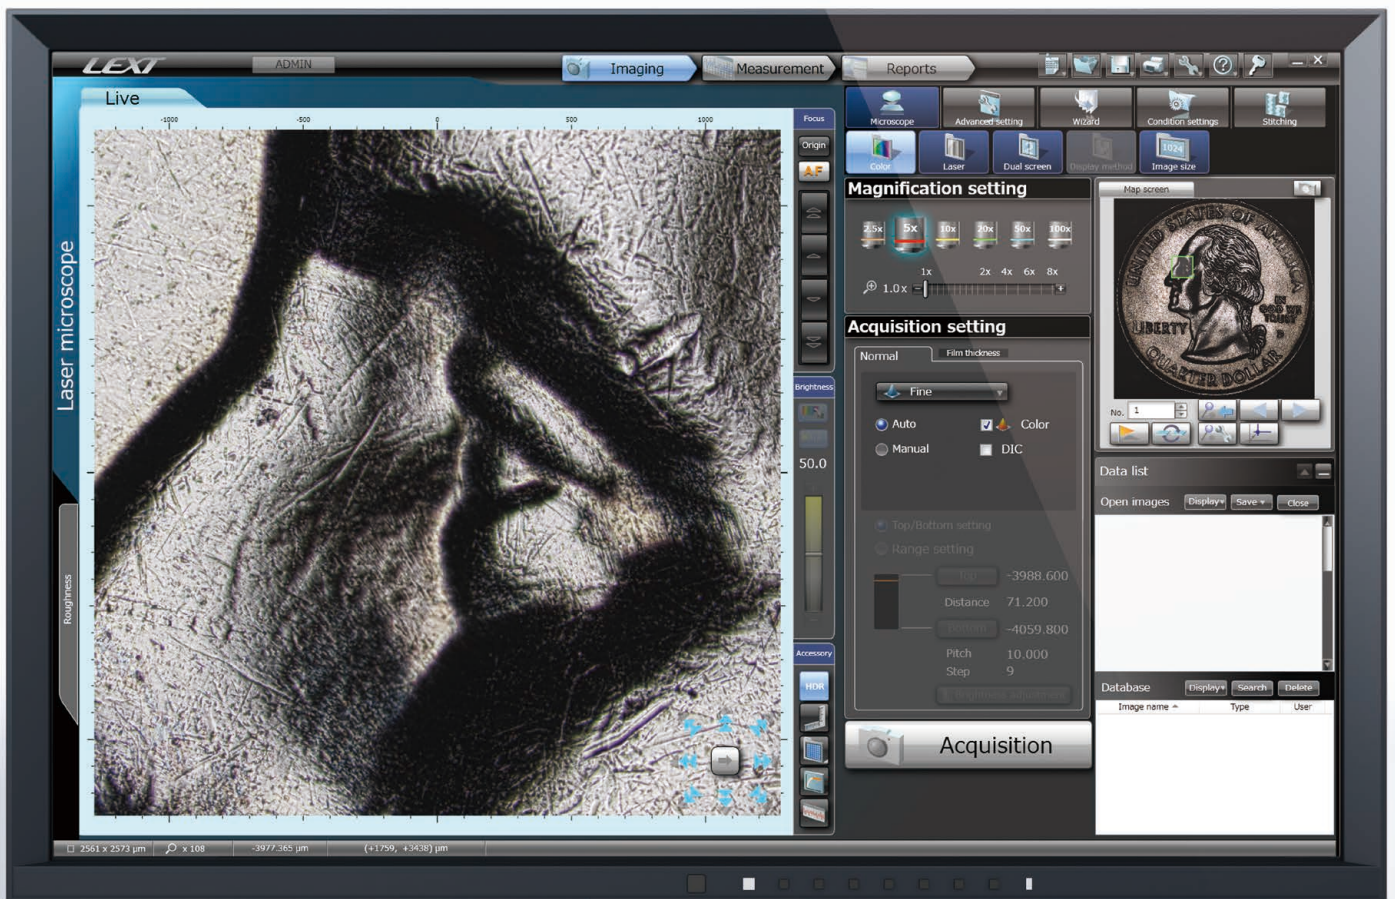 LEXT
ADMIN
Imaging
Measurement
Reports
Live
Laser microscope
Roughness
-1000
-500
0
500
1000
Focus
Origin
AF
Brightness
50.0
Accessory
HDR
Microscope
Advanced setting
Wizard
Condition settings
Stitching
Color
Laser
Dual screen
Display method
1024
Image size
Magnification setting
2.5x
5x
10x
20x
50x
100x
1x 2x 4x 6x 8x
1.0x
Acquisition setting
Normal
Film thickness
Fine
Auto
Color
Manual
DIC
Top/Bottom setting
Range setting
Top
-3988.600
Distance
71.200
Bottom
-4059.800
Pitch
10.000
Step
9
Acquisition
Map screen
UNITED STATES OF AMERICA
LIBERTY
IN
GOD WE
TRUST
D
QUARTER DOLLAR
No. 1
Data list
Open images
Display
Save
Close
Database
Display
Search
Delete
Image name
Type
User
2561 x 2573 µm
x 108
-3977.365 µm
(+1759, +3438) µm